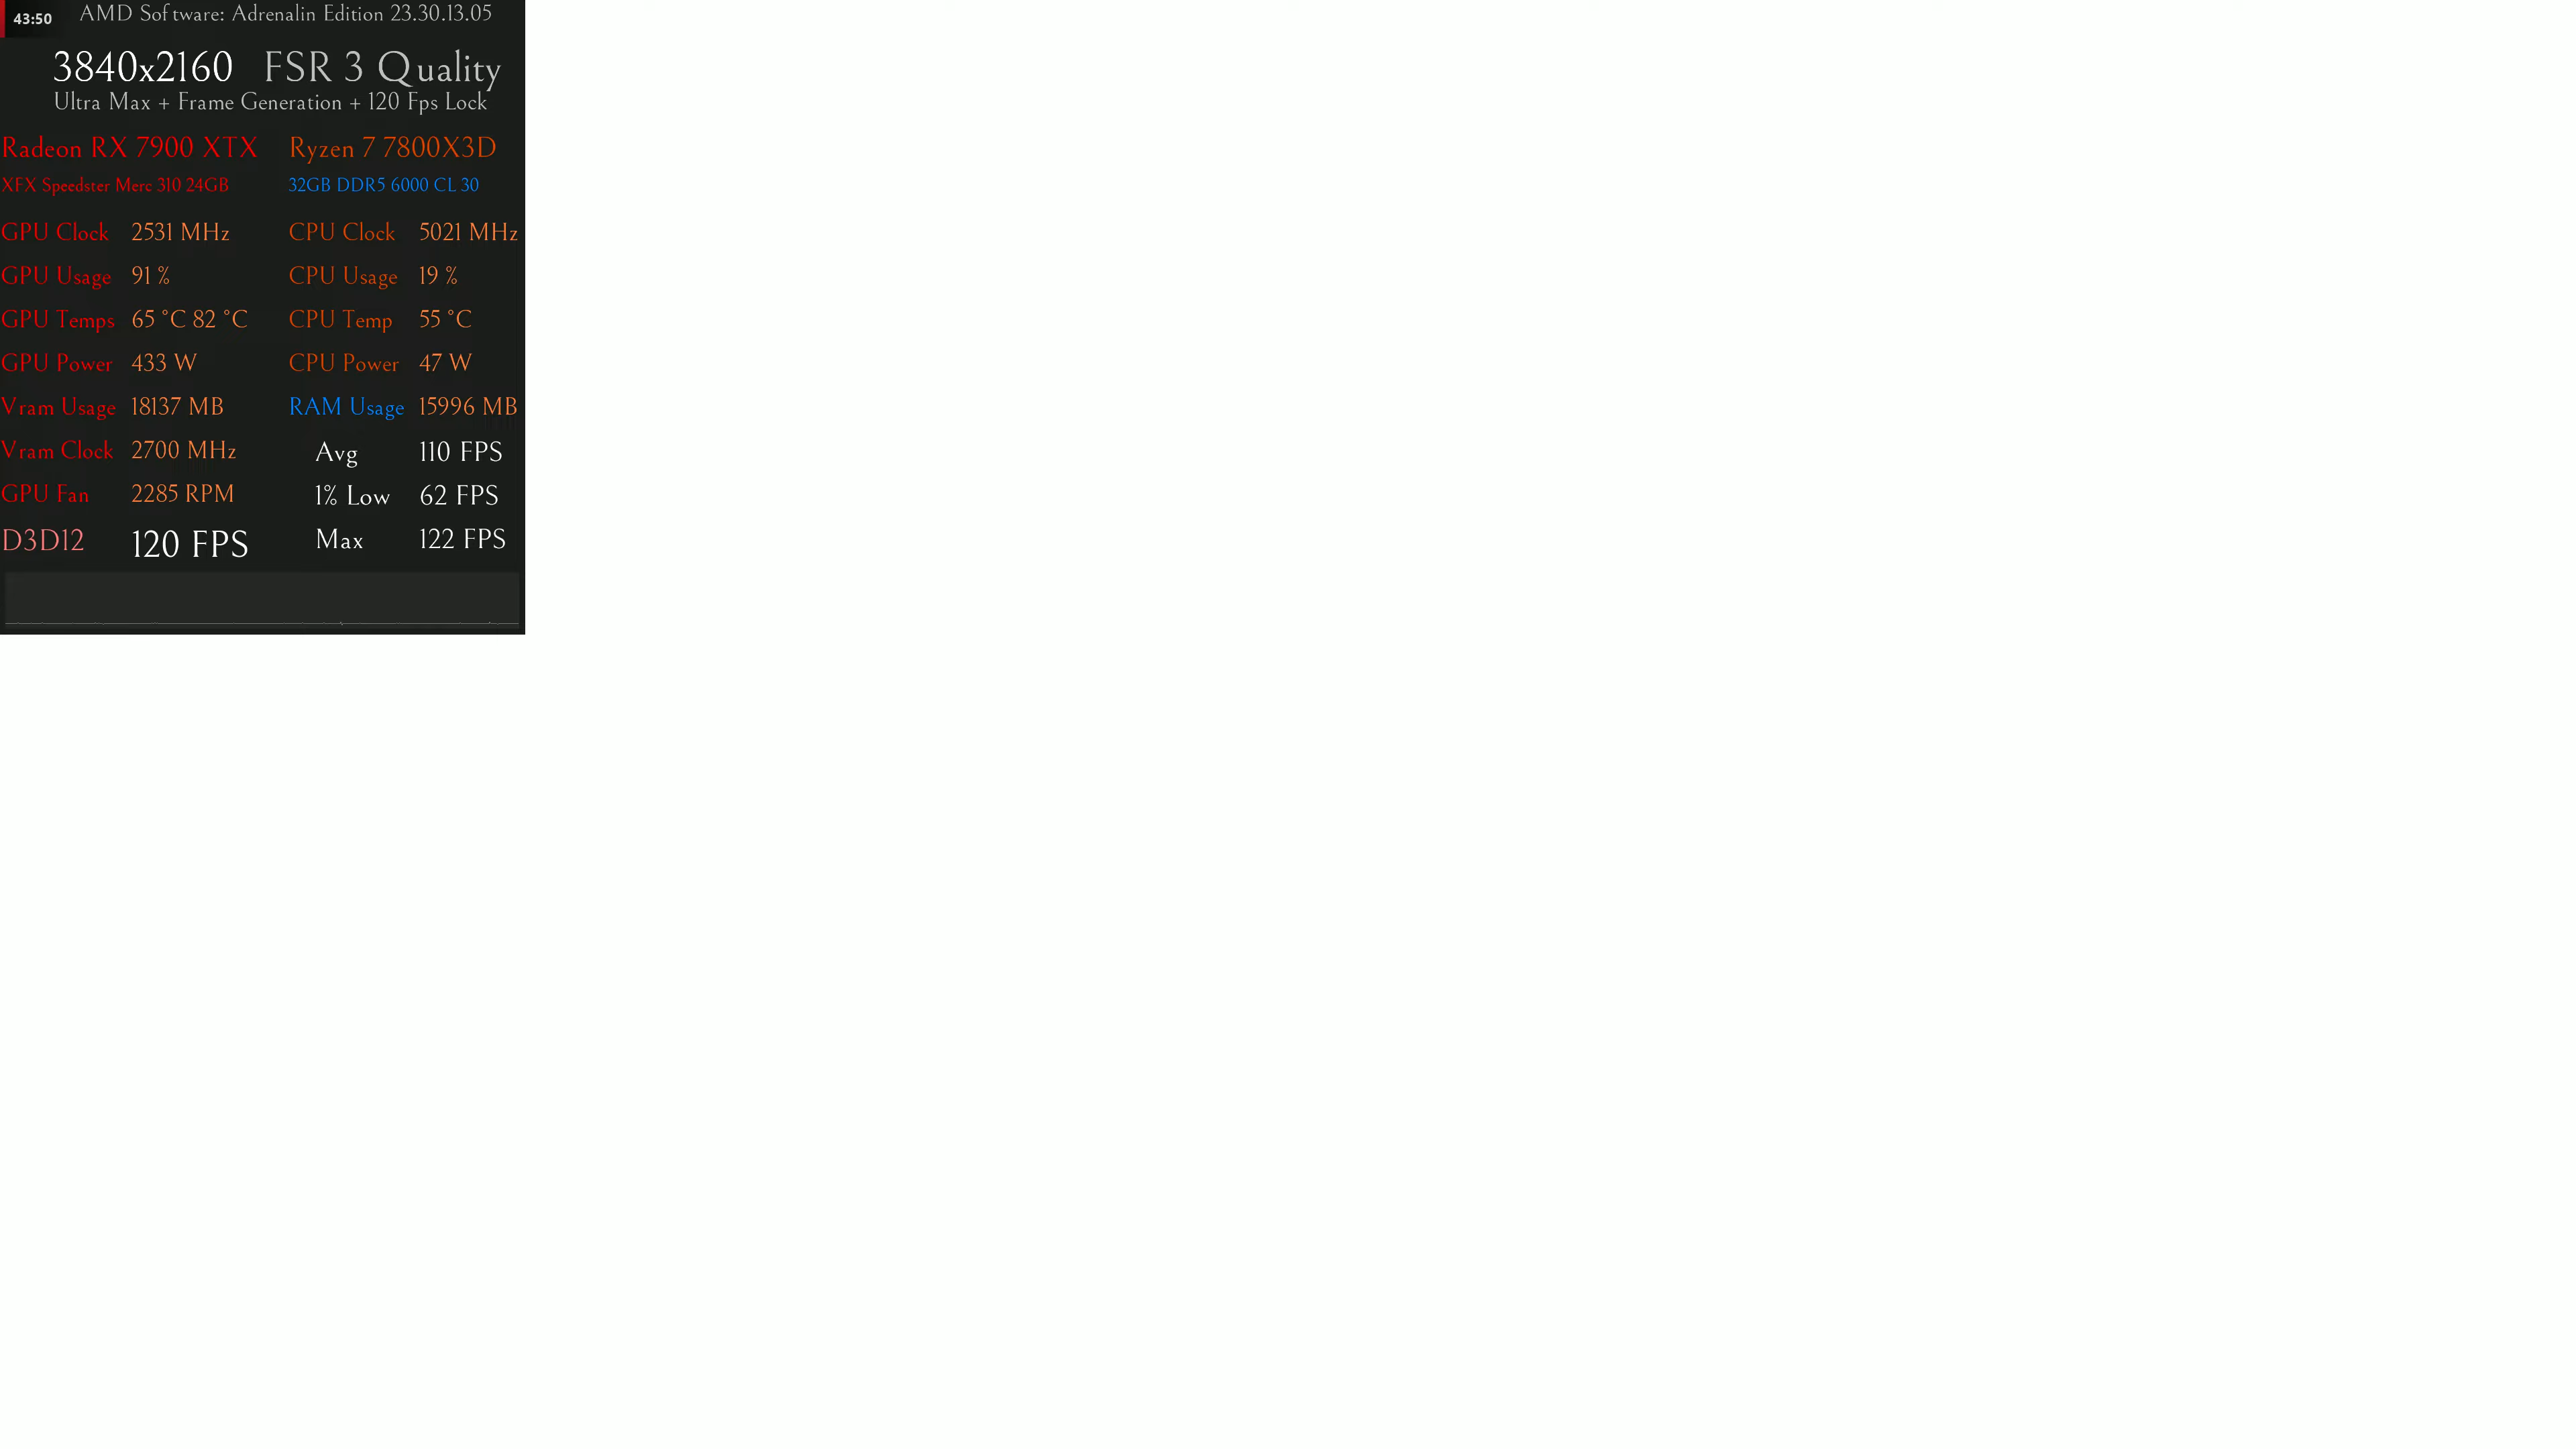 43:50 AMD Software: Adrenalin Edition 23.30.13.05
3840x2160 FSR 3 Quality
Ultra Max + Frame Generation + 120 Fps Lock
Radeon RX 7900 XTX Ryzen 7 7800X3D
XFX Speedster Merc 310 24GB 32GB DDR5 6000 CL 30
GPU Clock 2531 MHz CPU Clock 5021 MHz
GPU Usage 91 % CPU Usage 19 %
GPU Temps 65 °C 82 °C CPU Temp 55 °C
GPU Power 433 W CPU Power 47 W
Vram Usage 18137 MB RAM Usage 15996 MB
Vram Clock 2700 MHz Avg 110 FPS
GPU Fan 2285 RPM 1% Low 62 FPS
D3D12 120 FPS Max 122 FPS